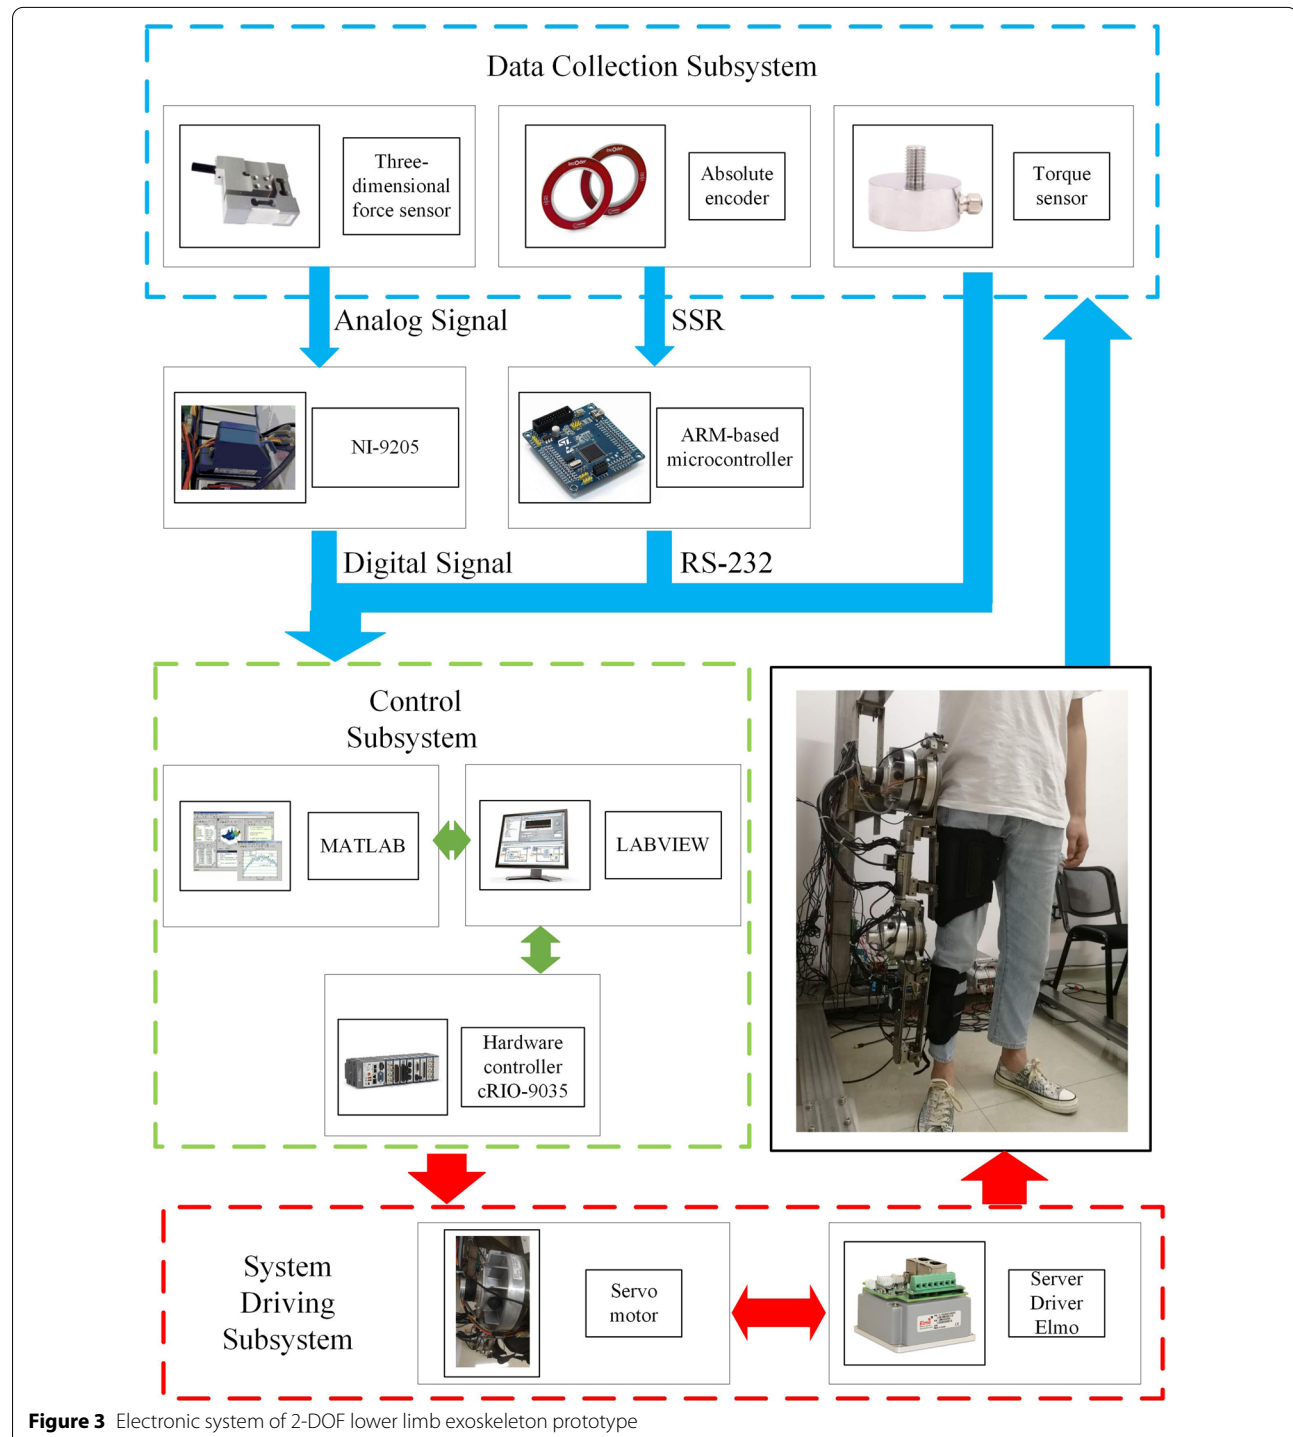 Data Collection Subsystem
Three-
dimensional
force sensor
Absolute
encoder
Torque
sensor
Analog Signal
SSR
NI-9205
ARM-based
microcontroller
Digital Signal
RS-232
Control
Subsystem
MATLAB
LABVIEW
Hardware
controller
cRIO-9035
System
Driving
Subsystem
Servo
motor
Server
Driver
Elmo
Figure 3 Electronic system of 2-DOF lower limb exoskeleton prototype